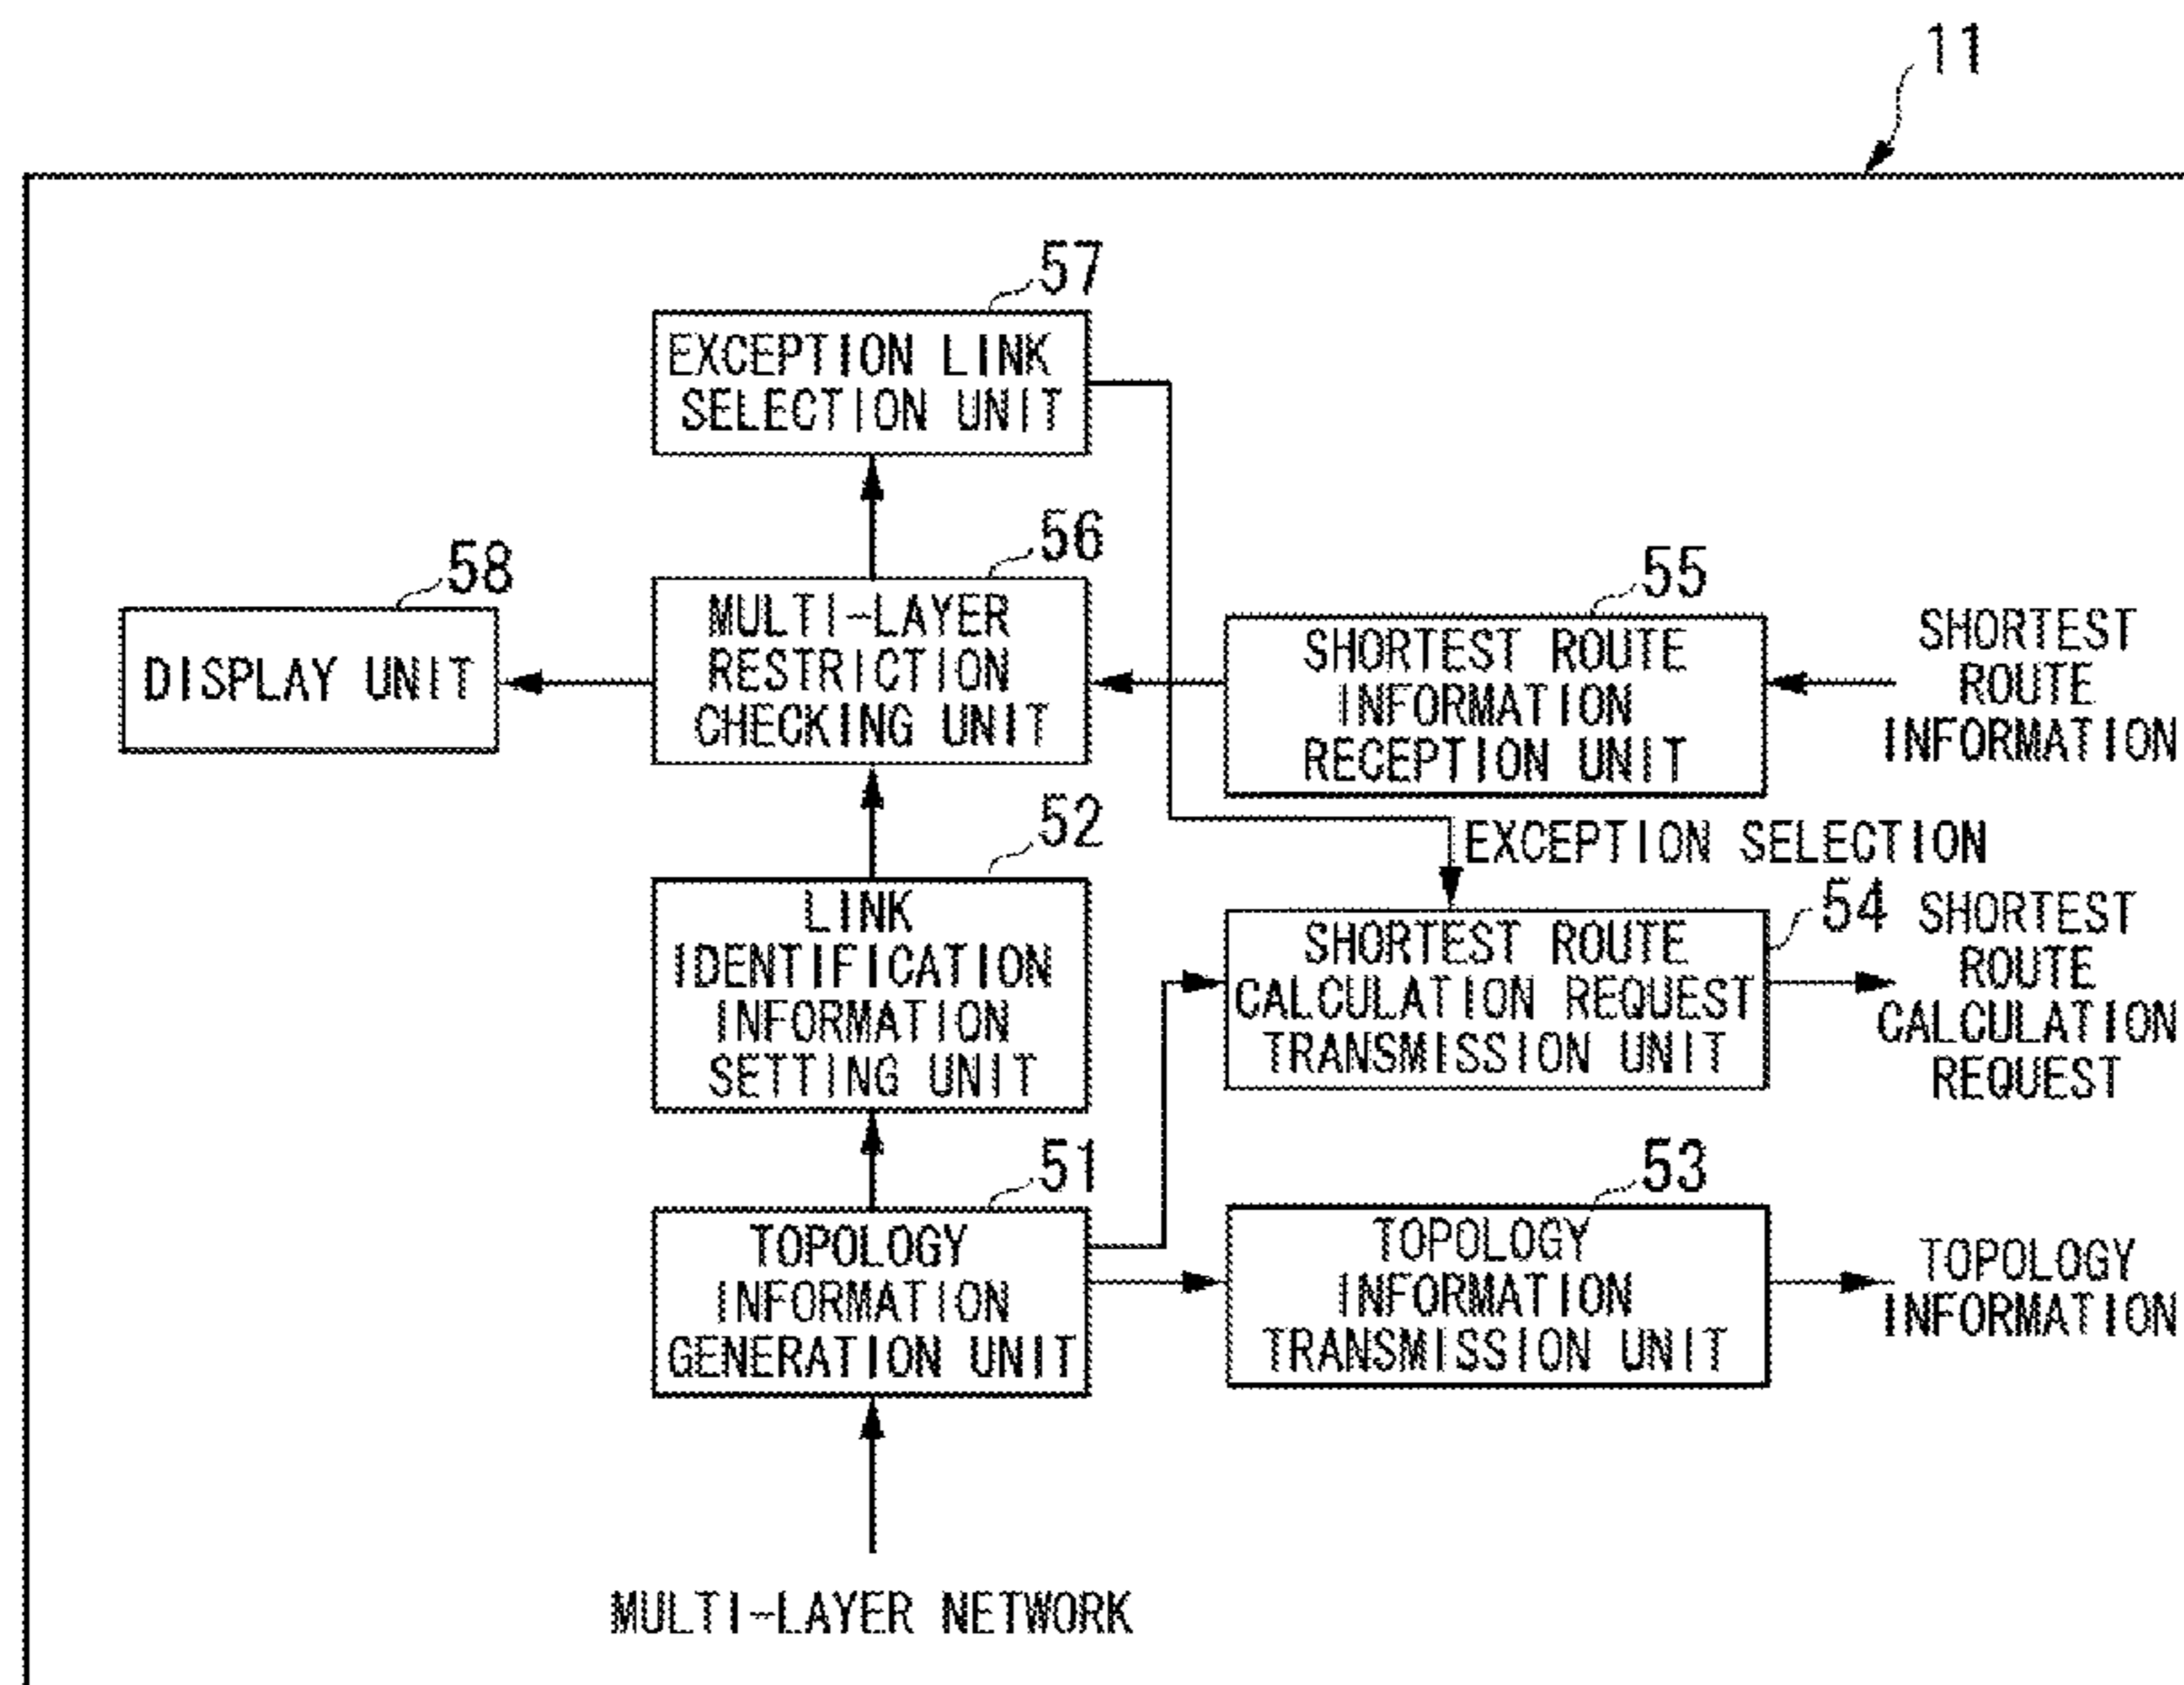 11
57
EXCEPTION LINK
SELECTION UNIT
56
MULTI-LAYER
RESTRICTION
CHECKING UNIT
58
DISPLAY UNIT
55
SHORTEST ROUTE
INFORMATION
RECEPTION UNIT
SHORTEST
ROUTE
INFORMATION
52
LINK
IDENTIFICATION
INFORMATION
SETTING UNIT
EXCEPTION SELECTION
54
SHORTEST ROUTE
CALCULATION REQUEST
TRANSMISSION UNIT
SHORTEST
ROUTE
CALCULATION
REQUEST
51
TOPOLOGY
INFORMATION
GENERATION UNIT
53
TOPOLOGY
INFORMATION
TRANSMISSION UNIT
TOPOLOGY
INFORMATION
MULTI-LAYER NETWORK